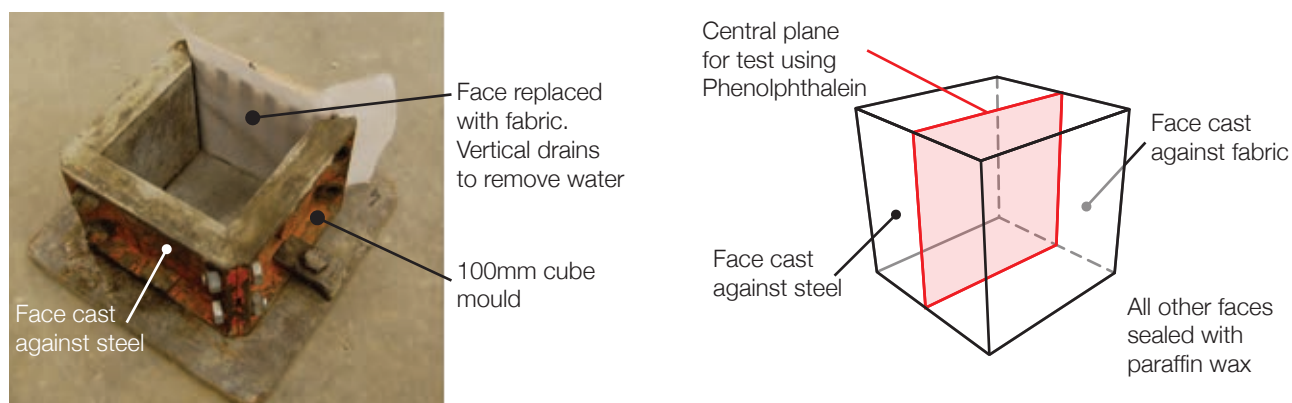 Face replaced
with fabric.
Vertical drains
to remove water
100mm cube
mould
Face cast
against steel
Central plane
for test using
Phenolphthalein
Face cast
against fabric
Face cast
against steel
All other faces
sealed with
paraffin wax